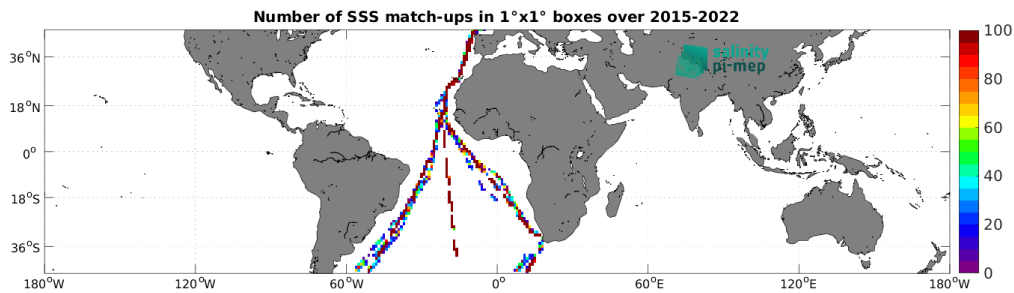 Number of SSS match-ups in 1°x1° boxes over 2015-2022
salinity
pi-mep
36°N
18°N
0°
18°S
36°S
180°W 120°W 60°W 0° 60°E 120°E 180°W
100
80
60
40
20
0